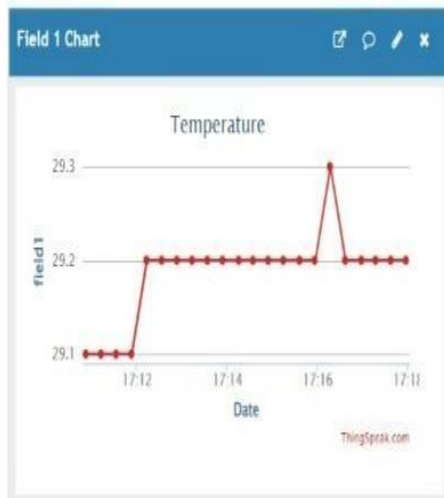 Field 1 Chart
Temperature
29.3
29.2
29.1
field1
17:12
17:14
17:16
Date
ThingSpeak.com